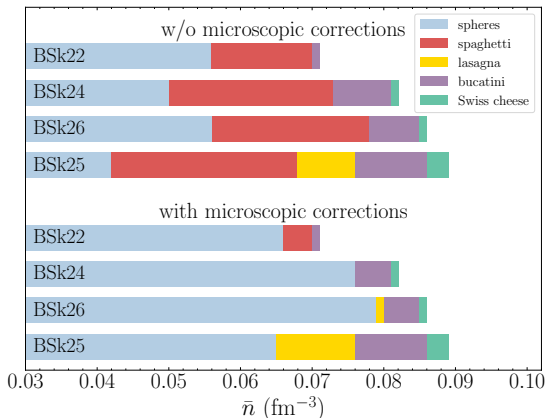 w/o microscopic corrections
BSk22
BSk24
BSk26
BSk25
spheres
spaghetti
lasagna
bucatini
Swiss cheese
with microscopic corrections
BSk22
BSk24
BSk26
BSk25
0.03 0.04 0.05 0.06 0.07 0.08 0.09 0.10
n̄ (fm⁻³)